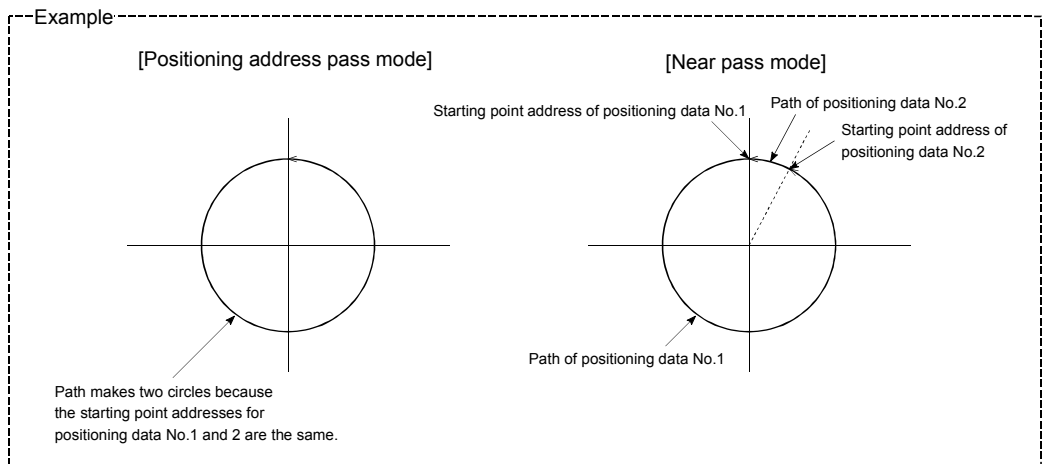 Example
[Positioning address pass mode]
Path makes two circles because
the starting point addresses for
positioning data No.1 and 2 are the same.
[Near pass mode]
Starting point address of positioning data No.1
Path of positioning data No.2
Starting point address of
positioning data No.2
Path of positioning data No.1